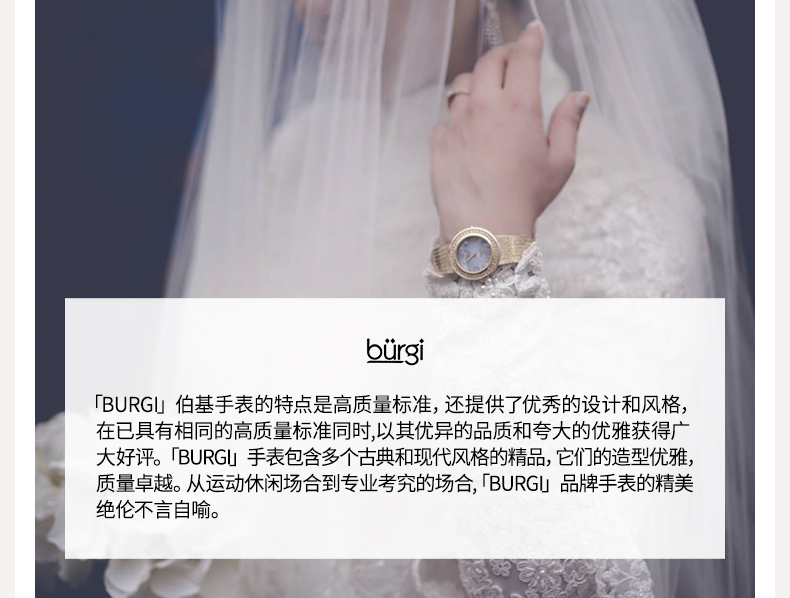 bürgi
「BURGI」伯基手表的特点是高质量标准，还提供了优秀的设计和风格，
在已具有相同的高质量标准同时,以其优异的品质和夸大的优雅获得广
大好评。「BURGI」手表包含多个古典和现代风格的精品，它们的造型优雅，
质量卓越。从运动休闲场合到专业考究的场合,「BURGI」品牌手表的精美
绝伦不言自喻。